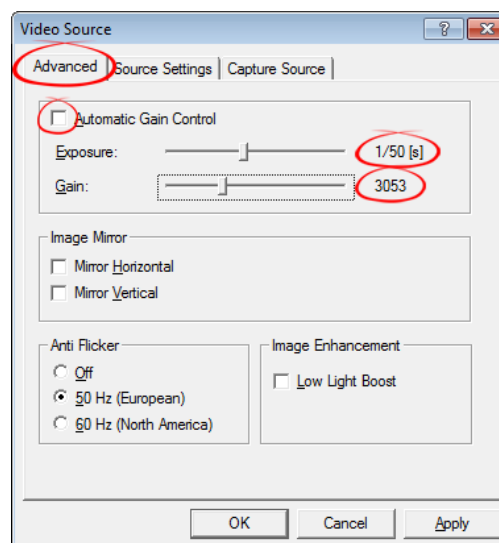 Video Source
Advanced Source Settings Capture Source
Automatic Gain Control
Exposure: 1/50 [s]
Gain: 3053
Image Mirror
Mirror Horizontal
Mirror Vertical
Anti Flicker
Off
50 Hz (European)
60 Hz (North America)
Image Enhancement
Low Light Boost
OK Cancel Apply